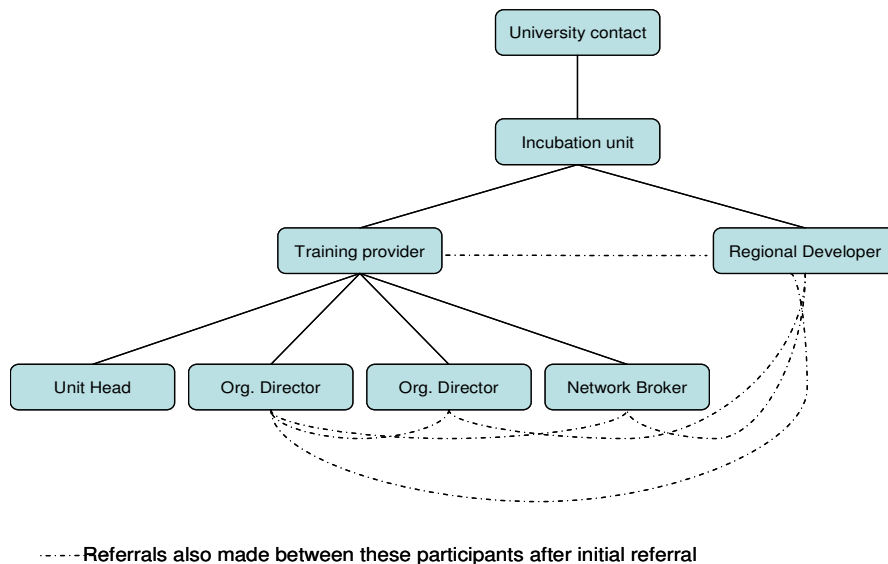 University contact
Incubation unit
Training provider
Regional Developer
Unit Head
Org. Director
Org. Director
Network Broker
Referrals also made between these participants after initial referral